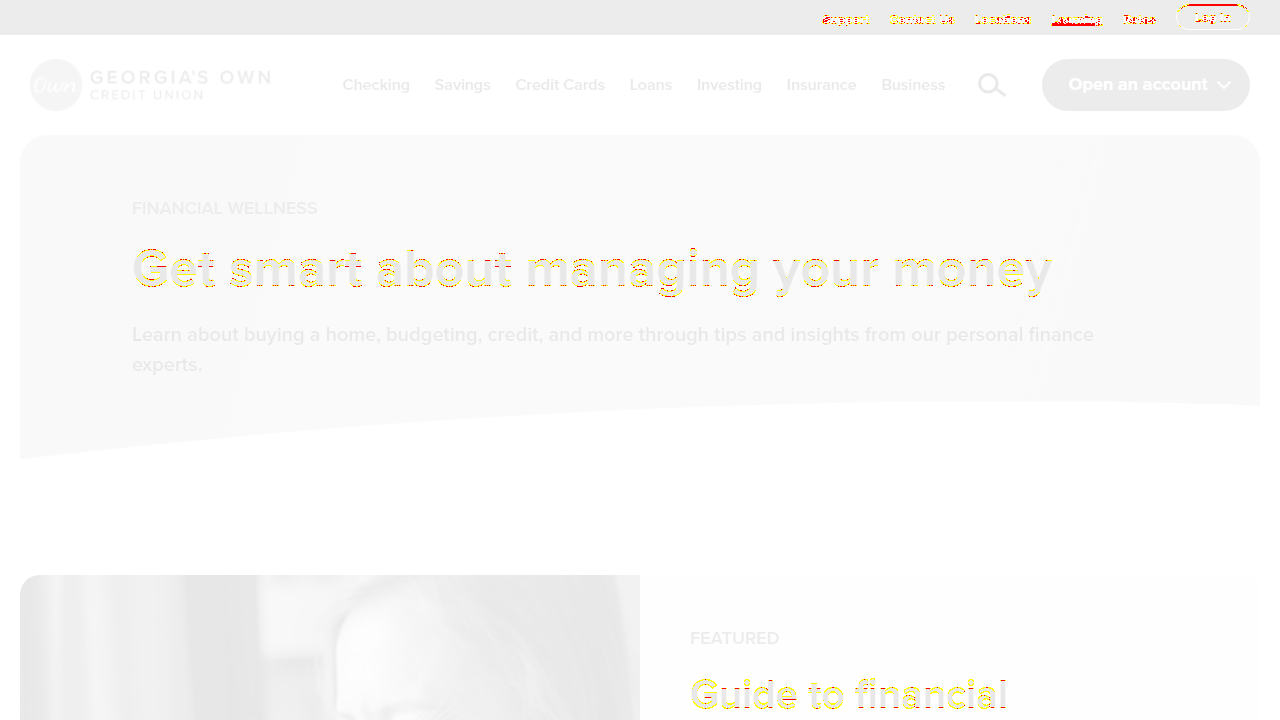 Support Contact Us Locations Learning News Log In
Own GEORGIA'S OWN
CREDIT UNION
Checking Savings Credit Cards Loans Investing Insurance Business Open an account
FINANCIAL WELLNESS
Get smart about managing your money
Learn about buying a home, budgeting, credit, and more through tips and insights from our personal finance
experts.
FEATURED
Guide to financial